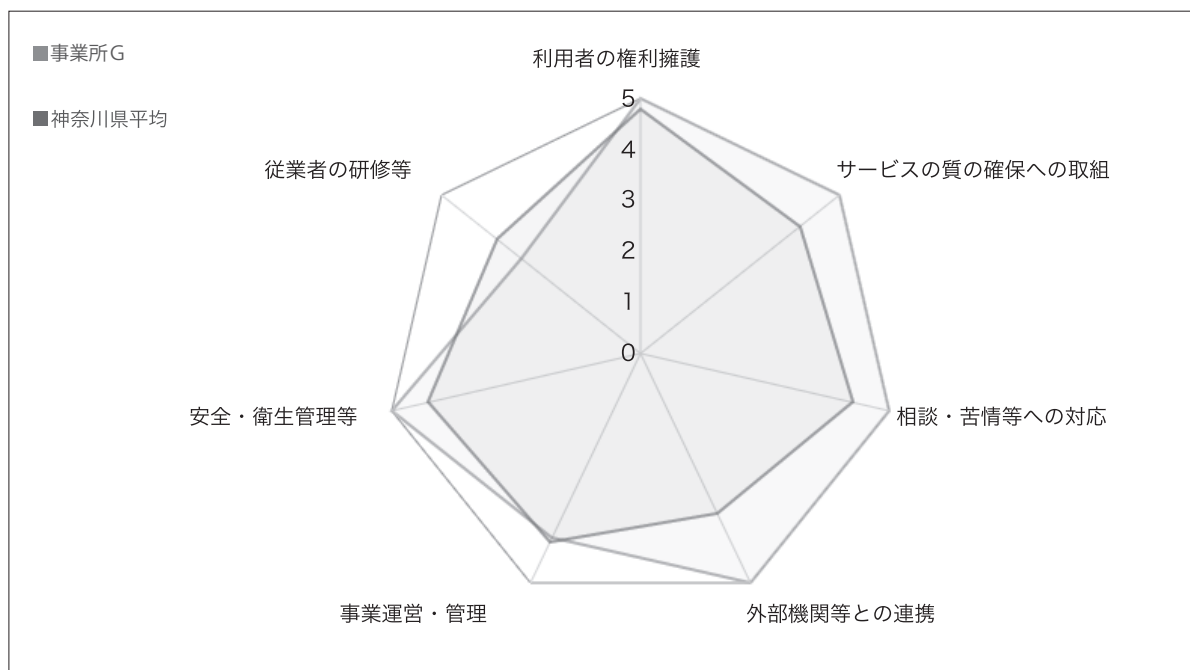 事業所G
神奈川県平均
利用者の権利擁護
サービスの質の確保への取組
相談・苦情等への対応
外部機関等との連携
事業運営・管理
安全・衛生管理等
従業者の研修等
5
4
3
2
1
0